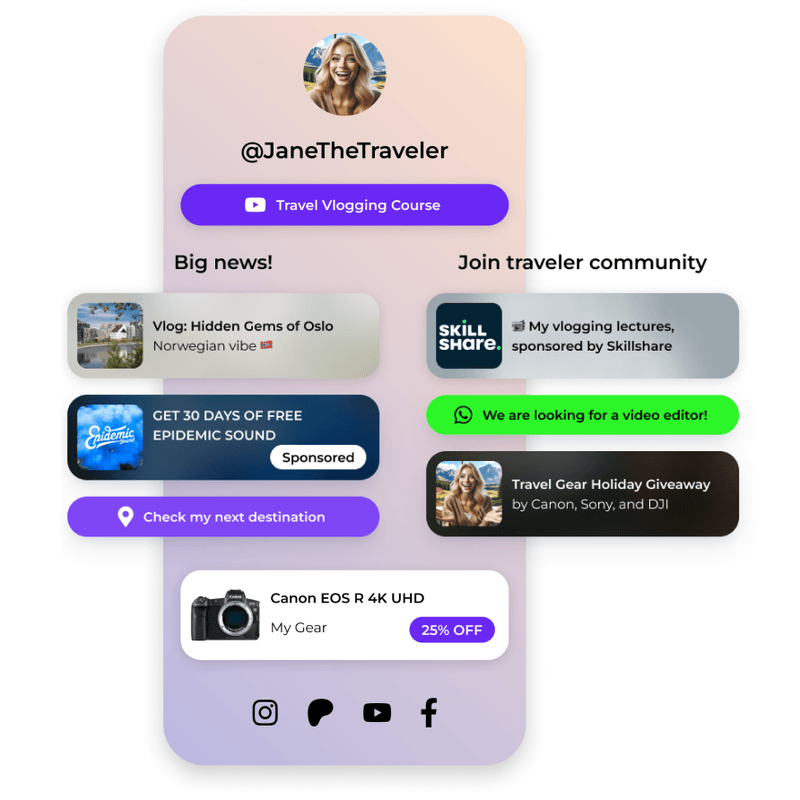 @JaneTheTraveler
Travel Vlogging Course
Big news!
Vlog: Hidden Gems of Oslo
Norwegian vibe 🇳🇴
Epidemic
Sound
GET 30 DAYS OF FREE
EPIDEMIC SOUND
Sponsored
Check my next destination
Join traveler community
SKILL
SHARE.
📹 My vlogging lectures,
sponsored by Skillshare
We are looking for a video editor!
Travel Gear Holiday Giveaway
by Canon, Sony, and DJI
Canon
Canon EOS R 4K UHD
My Gear
25% OFF